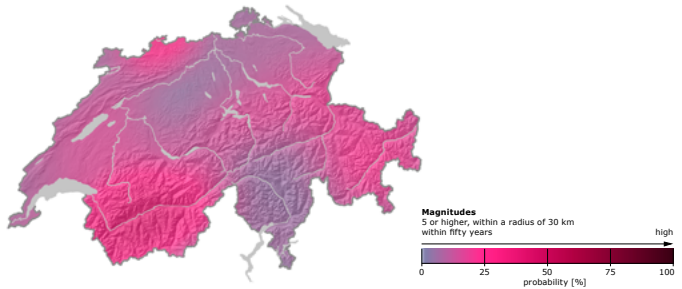 Magnitudes
5 or higher, within a radius of 30 km
within fifty years high
0 25 50 75 100
probability [%]